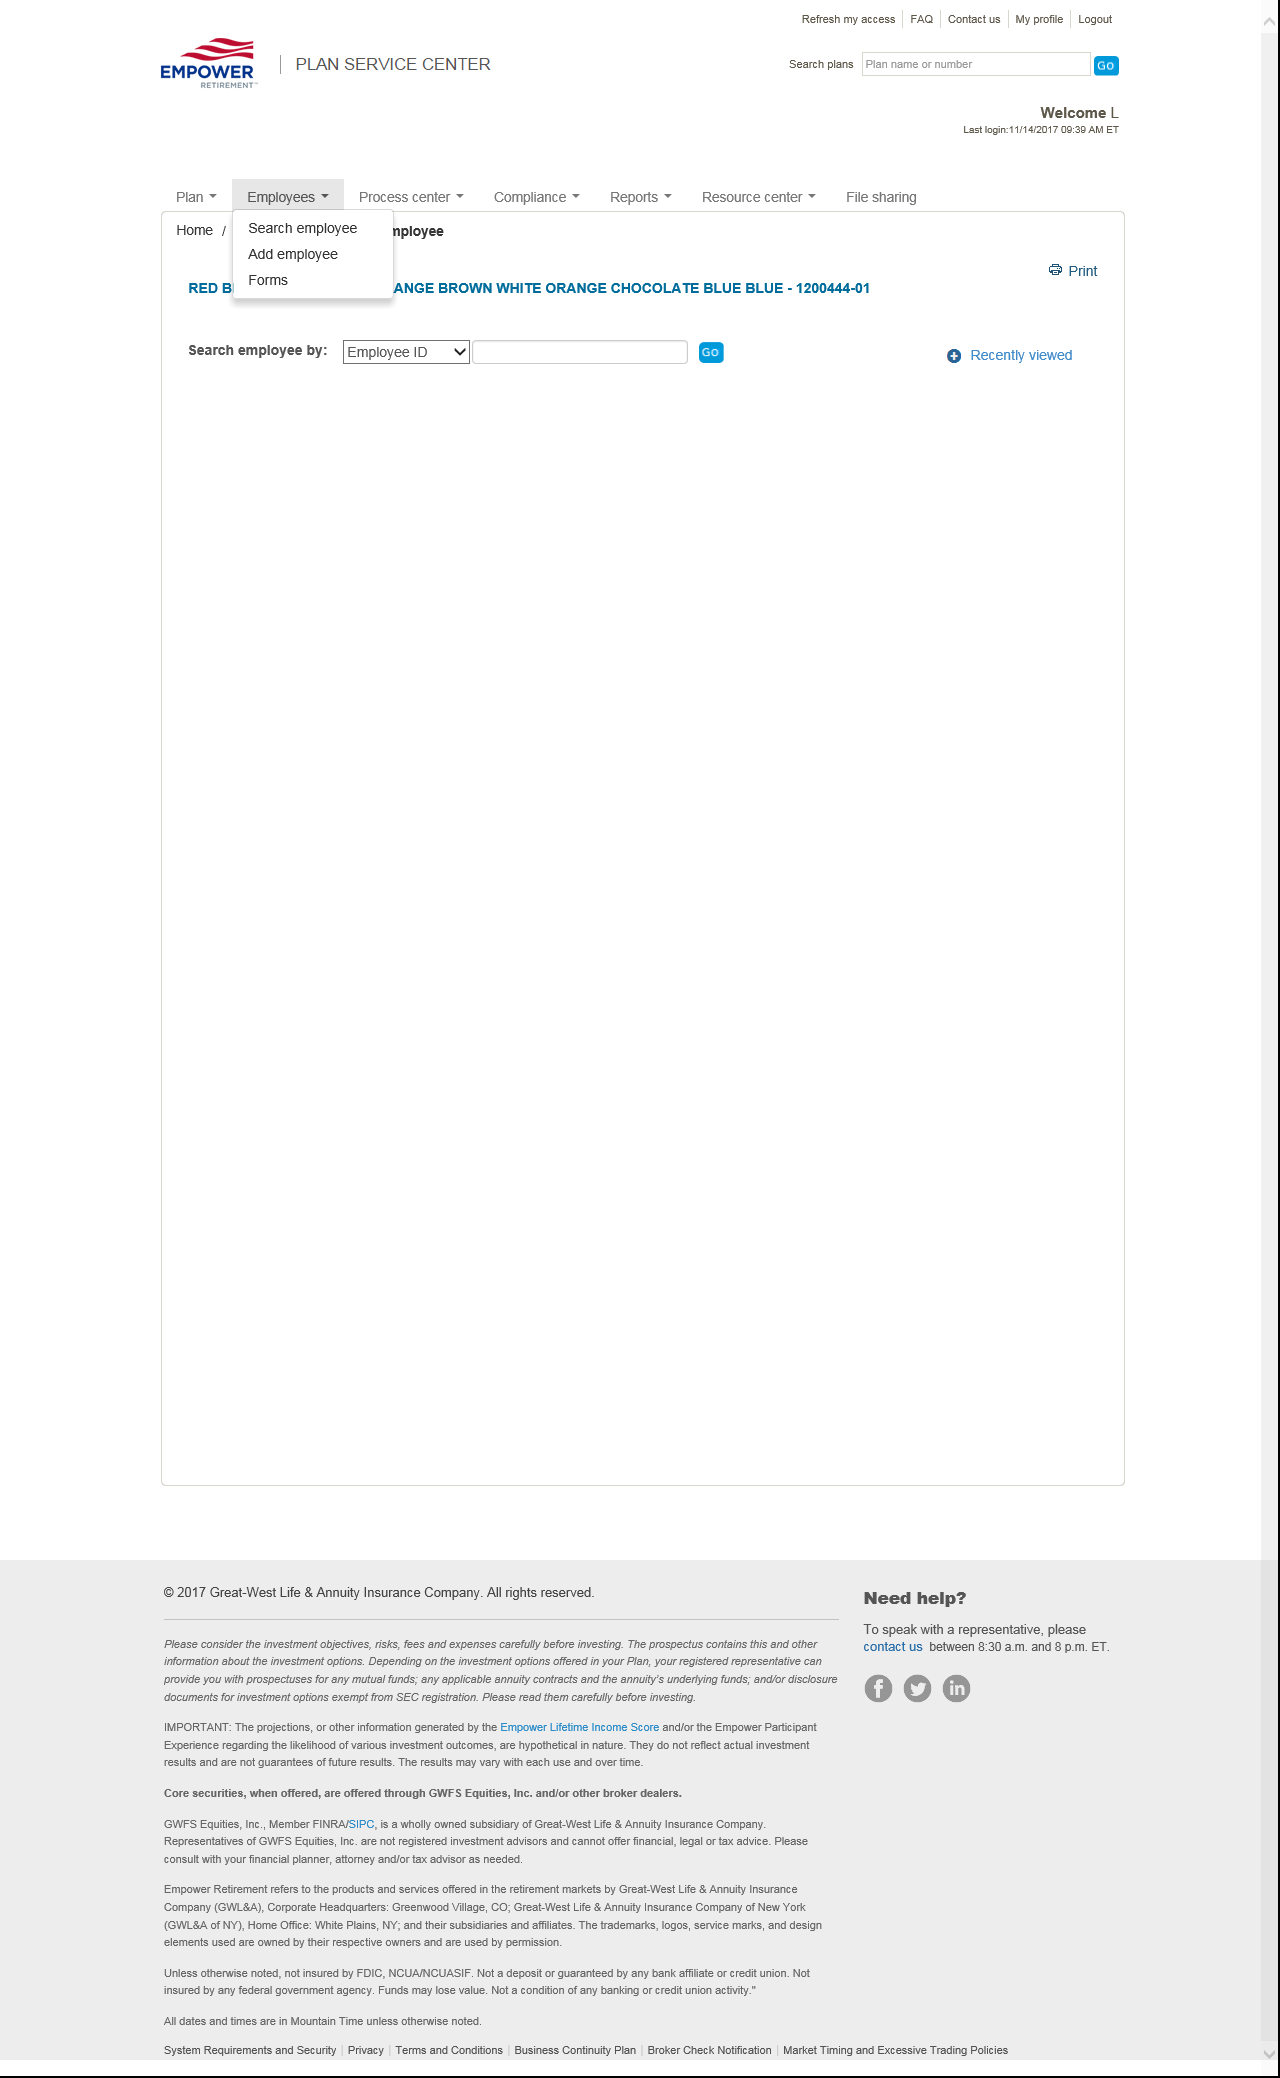 Refresh my access FAQ Contact us My profile Logout
EMPOWER
RETIREMENT™
PLAN SERVICE CENTER
Search plans Plan name or number GO
Welcome L
Last login:11/14/2017 09:39 AM ET
Plan Employees Process center Compliance Reports Resource center File sharing
Home / mployee
Search employee
Add employee
Forms
Print
RED B ANGE BROWN WHITE ORANGE CHOCOLATE BLUE BLUE - 1200444-01
Search employee by: Employee ID GO
Recently viewed
© 2017 Great-West Life & Annuity Insurance Company. All rights reserved.
Please consider the investment objectives, risks, fees and expenses carefully before investing. The prospectus contains this and other
information about the investment options. Depending on the investment options offered in your Plan, your registered representative can
provide you with prospectuses for any mutual funds; any applicable annuity contracts and the annuity's underlying funds; and/or disclosure
documents for investment options exempt from SEC registration. Please read them carefully before investing.
IMPORTANT: The projections, or other information generated by the Empower Lifetime Income Score and/or the Empower Participant
Experience regarding the likelihood of various investment outcomes, are hypothetical in nature. They do not reflect actual investment
results and are not guarantees of future results. The results may vary with each use and over time.
Core securities, when offered, are offered through GWFS Equities, Inc. and/or other broker dealers.
GWFS Equities, Inc., Member FINRA/SIPC, is a wholly owned subsidiary of Great-West Life & Annuity Insurance Company.
Representatives of GWFS Equities, Inc. are not registered investment advisors and cannot offer financial, legal or tax advice. Please
consult with your financial planner, attorney and/or tax advisor as needed.
Empower Retirement refers to the products and services offered in the retirement markets by Great-West Life & Annuity Insurance
Company (GWL&A), Corporate Headquarters: Greenwood Village, CO; Great-West Life & Annuity Insurance Company of New York
(GWL&A of NY), Home Office: White Plains, NY; and their subsidiaries and affiliates. The trademarks, logos, service marks, and design
elements used are owned by their respective owners and are used by permission.
Unless otherwise noted, not insured by FDIC, NCUA/NCUASIF. Not a deposit or guaranteed by any bank affiliate or credit union. Not
insured by any federal government agency. Funds may lose value. Not a condition of any banking or credit union activity."
All dates and times are in Mountain Time unless otherwise noted.
System Requirements and Security | Privacy | Terms and Conditions | Business Continuity Plan | Broker Check Notification | Market Timing and Excessive Trading Policies
Need help?
To speak with a representative, please
contact us between 8:30 a.m. and 8 p.m. ET.